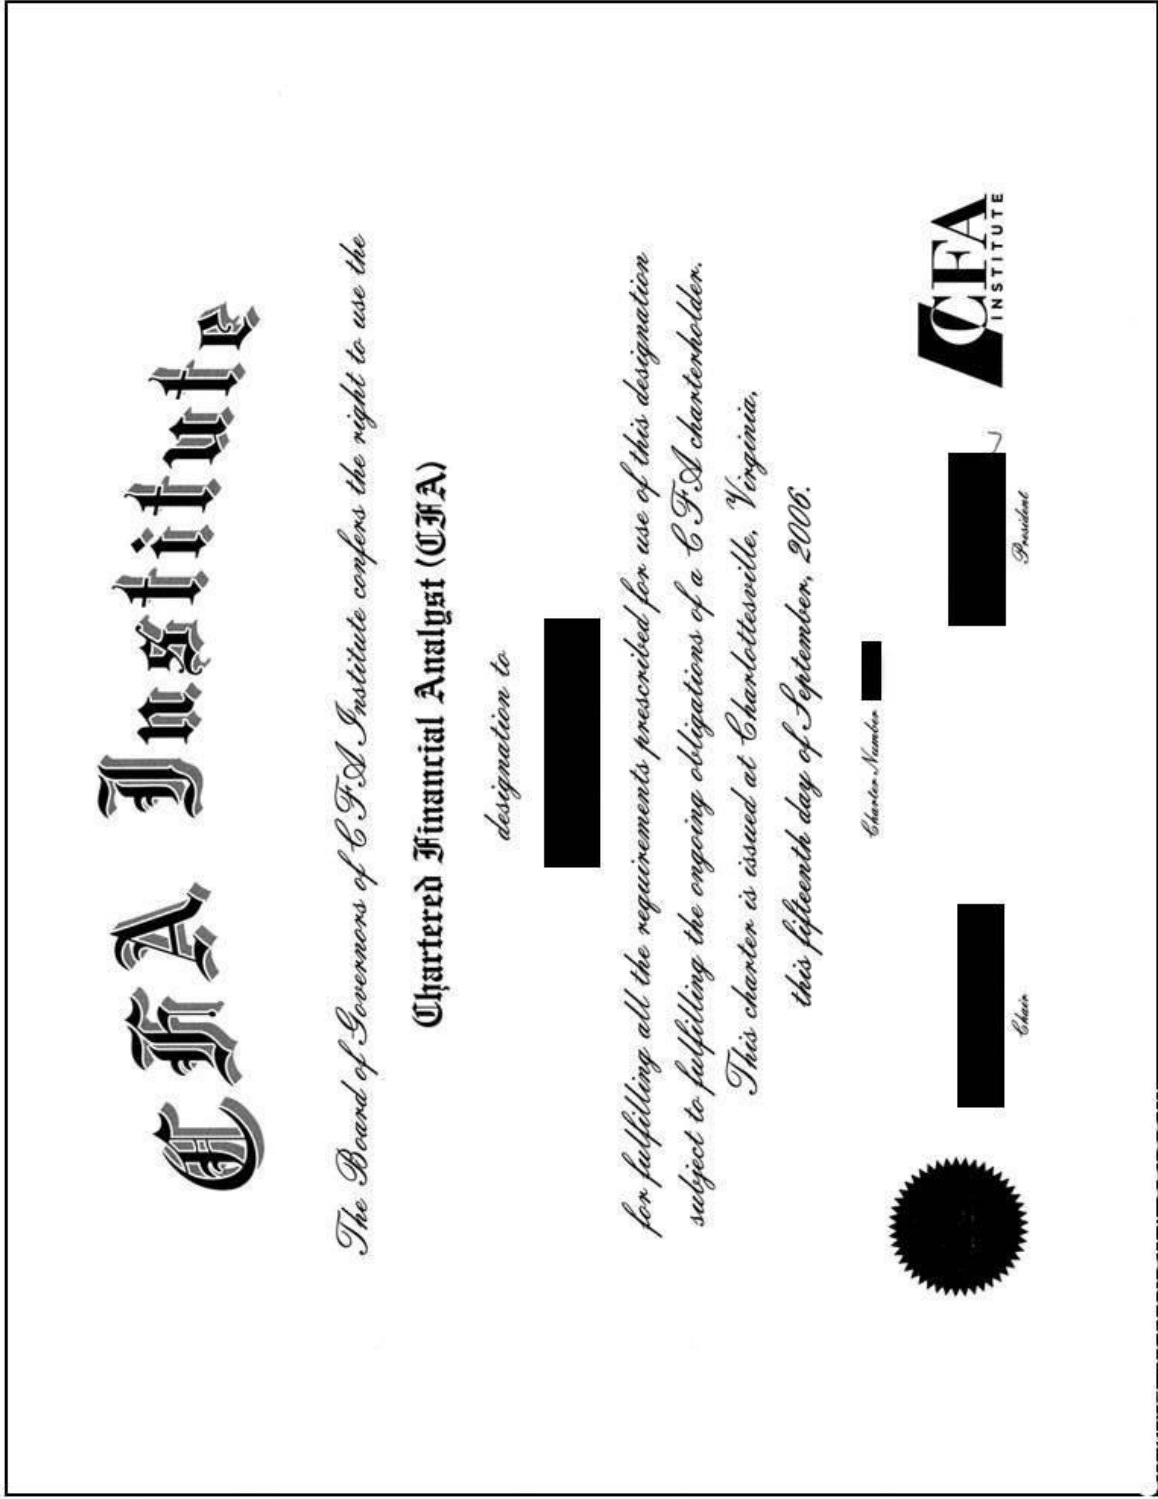 CFA Institute
The Board of Governors of CFA Institute confers the right to use the
Chartered Financial Analyst (CFA)
designation to
for fulfilling all the requirements prescribed for use of this designation
subject to fulfilling the ongoing obligations of a CFA charterholder.
This charter is issued at Charlottesville, Virginia,
this fifteenth day of September, 2006.
Charter Number
Chair
President
CFA
INSTITUTE